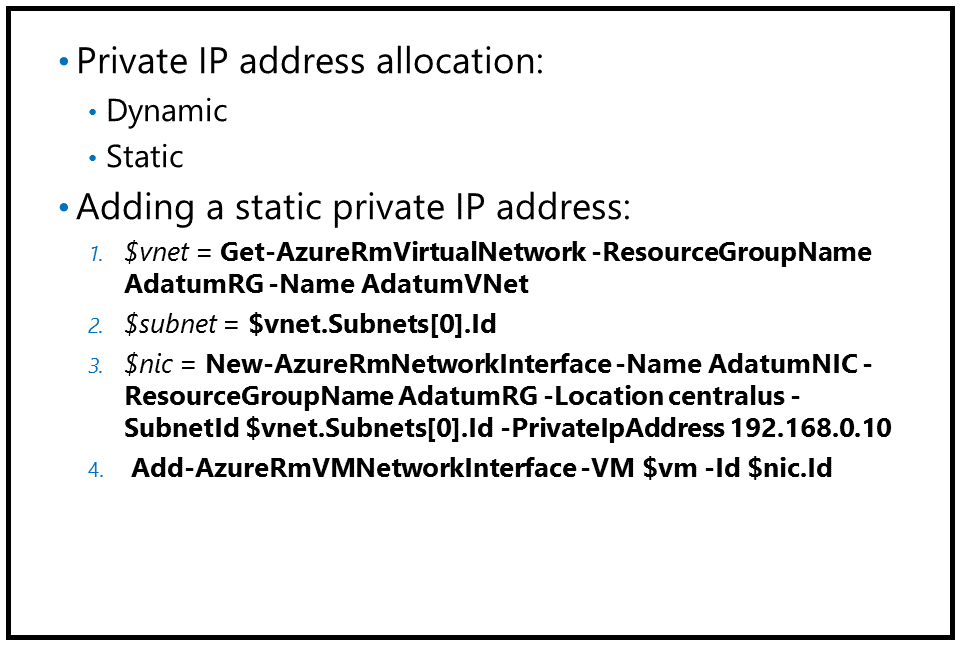 • Private IP address allocation:
• Dynamic
• Static
• Adding a static private IP address:
1. $vnet = Get-AzureRmVirtualNetwork -ResourceGroupName
AdatumRG -Name AdatumVNet
2. $subnet = $vnet.Subnets[0].Id
3. $nic = New-AzureRmNetworkInterface -Name AdatumNIC -
ResourceGroupName AdatumRG -Location centralus -
SubnetId $vnet.Subnets[0].Id -PrivateIpAddress 192.168.0.10
4. Add-AzureRmVMNetworkInterface -VM $vm -Id $nic.Id